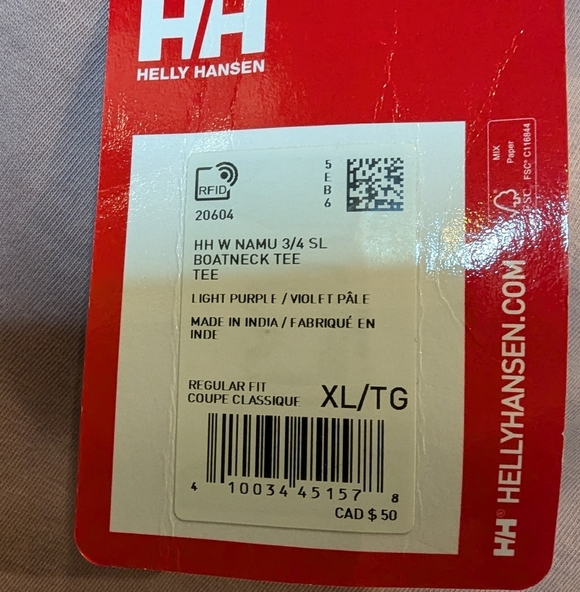 HH
HELLY HANSEN
RFID
5
E
B
6
20604
HH W NAMU 3/4 SL
BOATNECK TEE
TEE
LIGHT PURPLE / VIOLET PÂLE
MADE IN INDIA / FABRIQUÉ EN
INDE
REGULAR FIT
COUPE CLASSIQUE
XL/TG
4 10034 45157 8
CAD $ 50
MIX
Paper
FSC® C116844
FSC
HH® HELLYHANSEN.COM